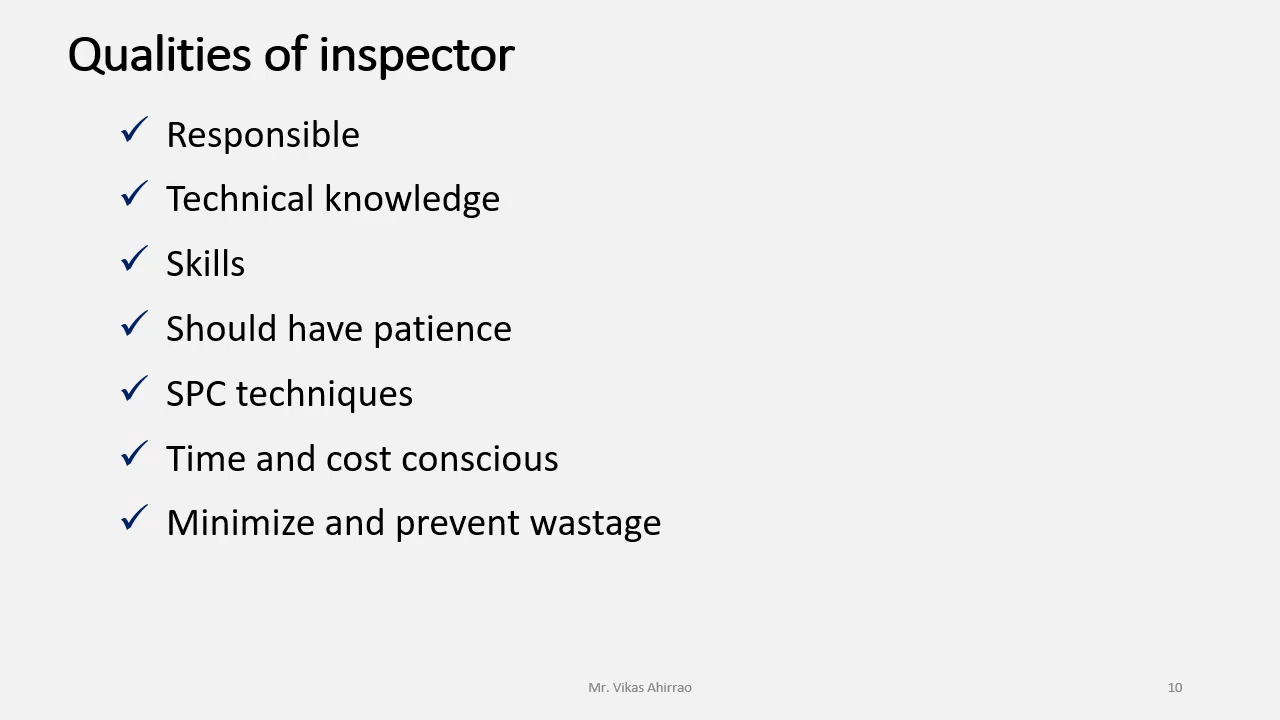 Qualities of inspector
✓ Responsible
✓ Technical knowledge
✓ Skills
✓ Should have patience
✓ SPC techniques
✓ Time and cost conscious
✓ Minimize and prevent wastage
Mr. Vikas Ahirrao
10